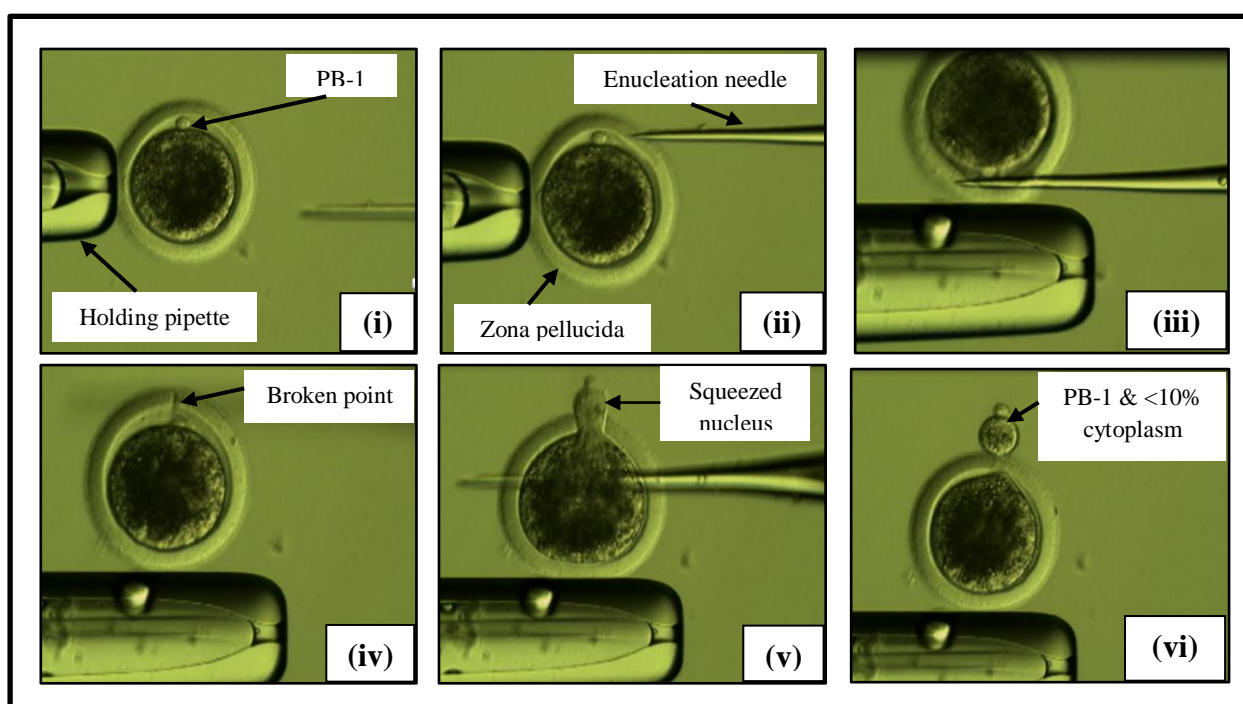 PB-1
Holding pipette
(i)
Enucleation needle
Zona pellucida
(ii)
(iii)
Broken point
(iv)
Squeezed
nucleus
(v)
PB-1 & <10%
cytoplasm
(vi)